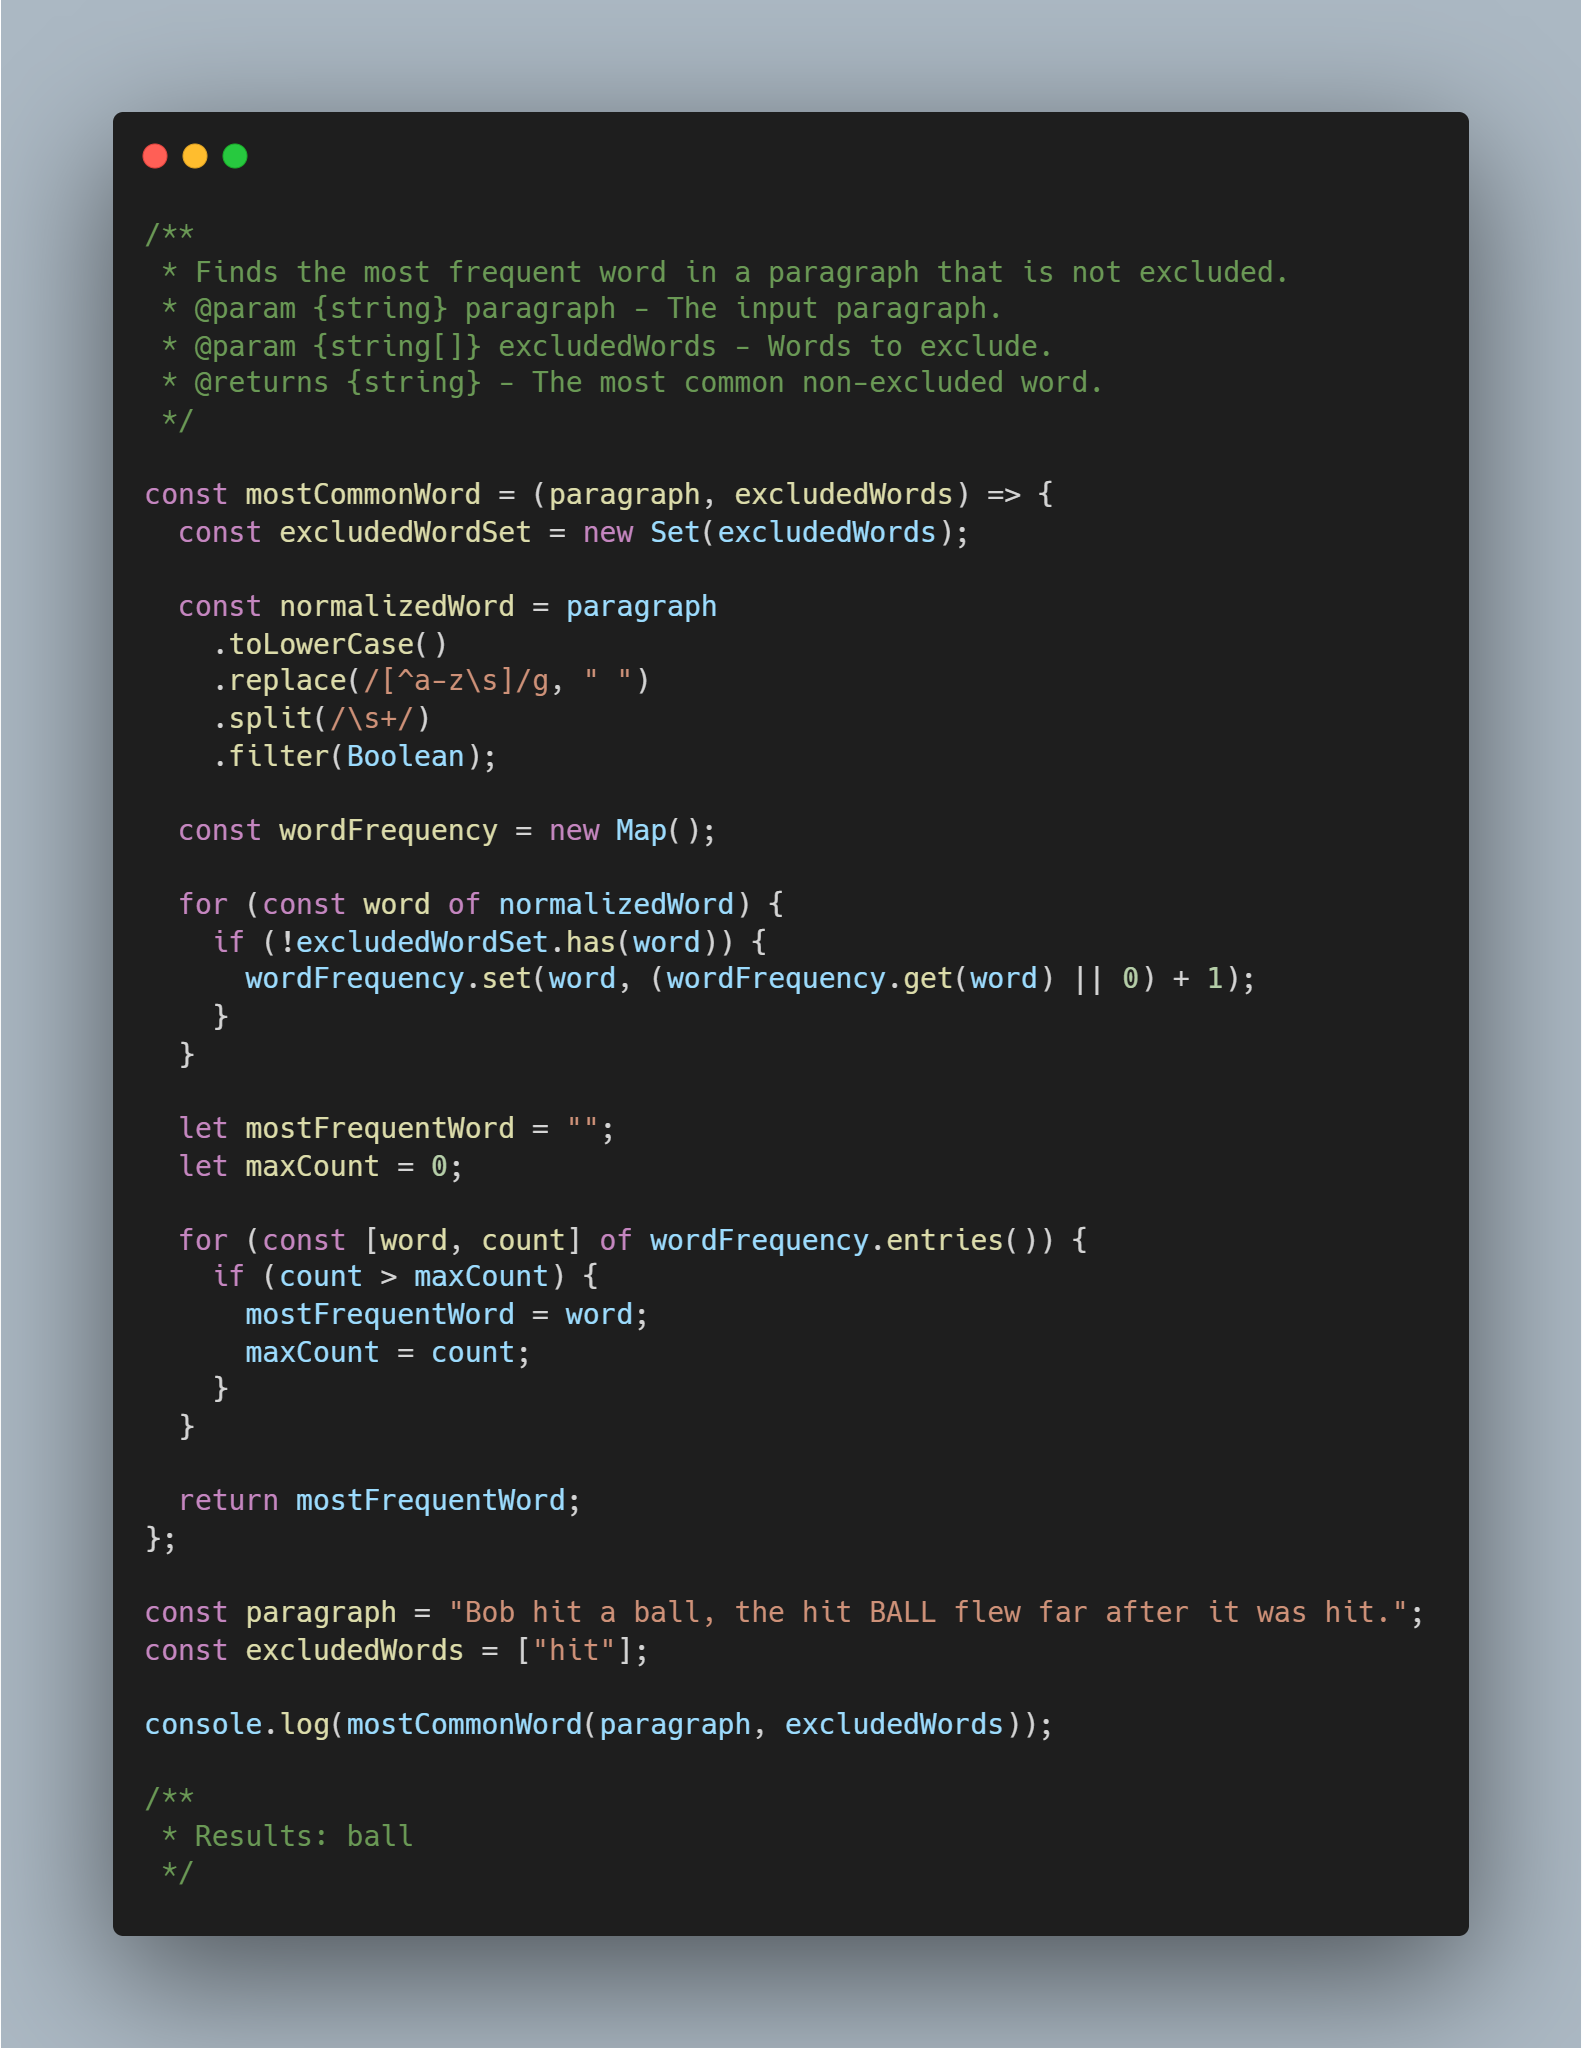 /**
 * Finds the most frequent word in a paragraph that is not excluded.
 * @param {string} paragraph - The input paragraph.
 * @param {string[]} excludedWords - Words to exclude.
 * @returns {string} - The most common non-excluded word.
 */
const mostCommonWord = (paragraph, excludedWords) => {
  const excludedWordSet = new Set(excludedWords);
  const normalizedWord = paragraph
    .toLowerCase()
    .replace(/[^a-z\s]/g, " ")
    .split(/\s+/)
    .filter(Boolean);
  const wordFrequency = new Map();
  for (const word of normalizedWord) {
    if (!excludedWordSet.has(word)) {
      wordFrequency.set(word, (wordFrequency.get(word) || 0) + 1);
    }
  }
  let mostFrequentWord = "";
  let maxCount = 0;
  for (const [word, count] of wordFrequency.entries()) {
    if (count > maxCount) {
      mostFrequentWord = word;
      maxCount = count;
    }
  }
  return mostFrequentWord;
};
const paragraph = "Bob hit a ball, the hit BALL flew far after it was hit.";
const excludedWords = ["hit"];
console.log(mostCommonWord(paragraph, excludedWords));
/**
 * Results: ball
 */